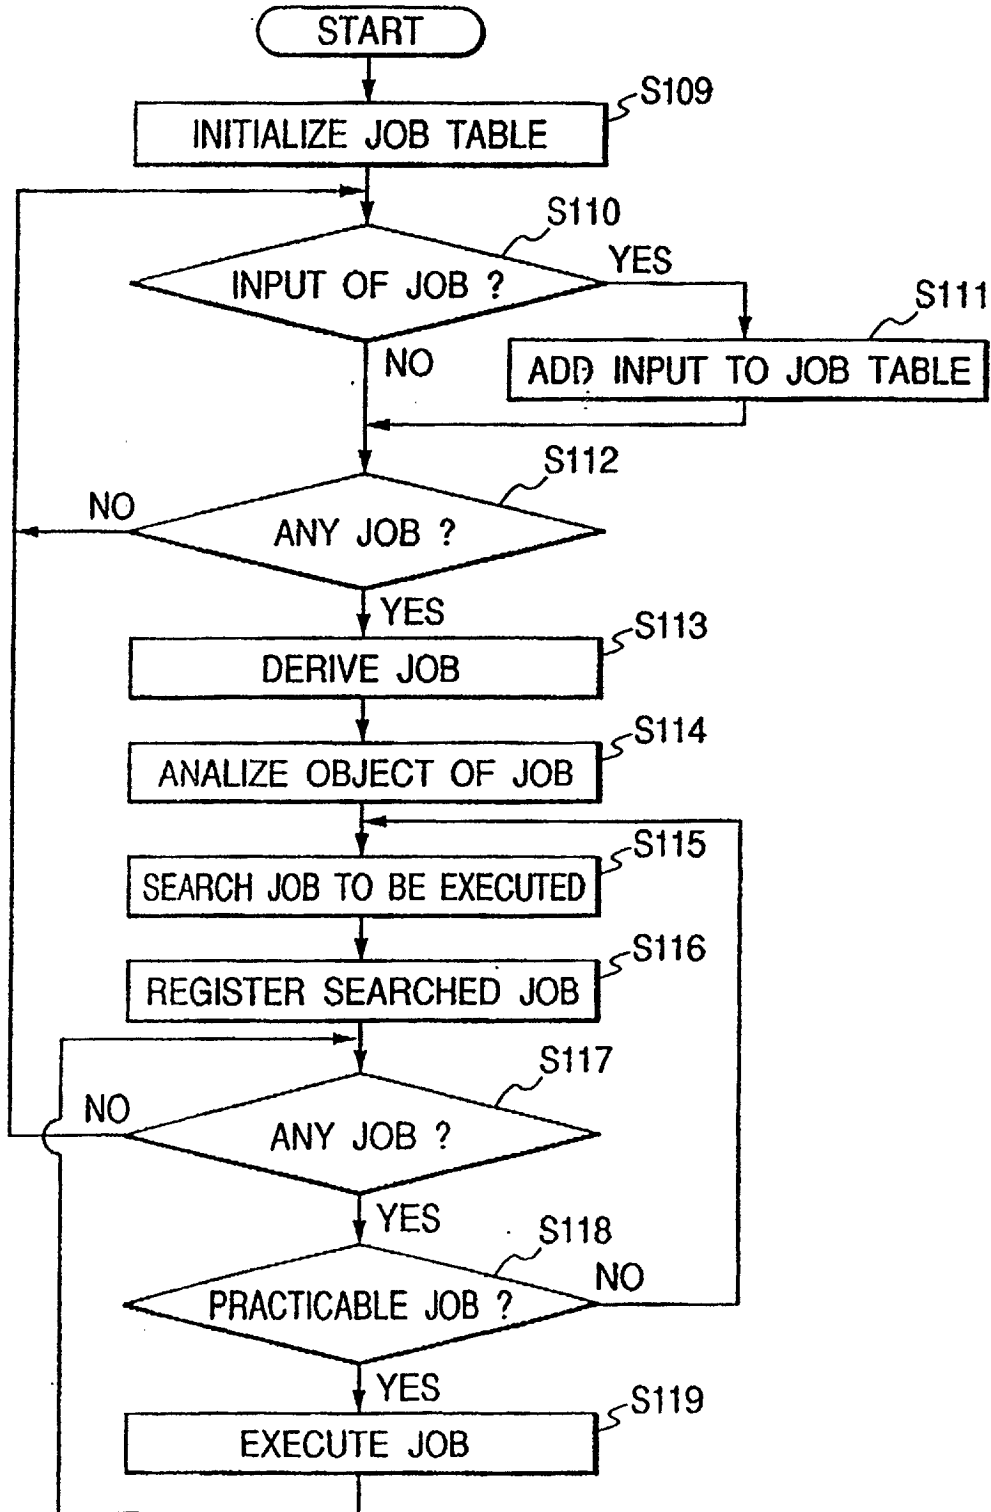 START
S109
INITIALIZE JOB TABLE
S110
INPUT OF JOB ?
YES
S111
NO
ADD INPUT TO JOB TABLE
S112
NO
ANY JOB ?
YES
S113
DERIVE JOB
S114
ANALIZE OBJECT OF JOB
S115
SEARCH JOB TO BE EXECUTED
S116
REGISTER SEARCHED JOB
S117
NO
ANY JOB ?
YES
S118
NO
PRACTICABLE JOB ?
YES
S119
EXECUTE JOB